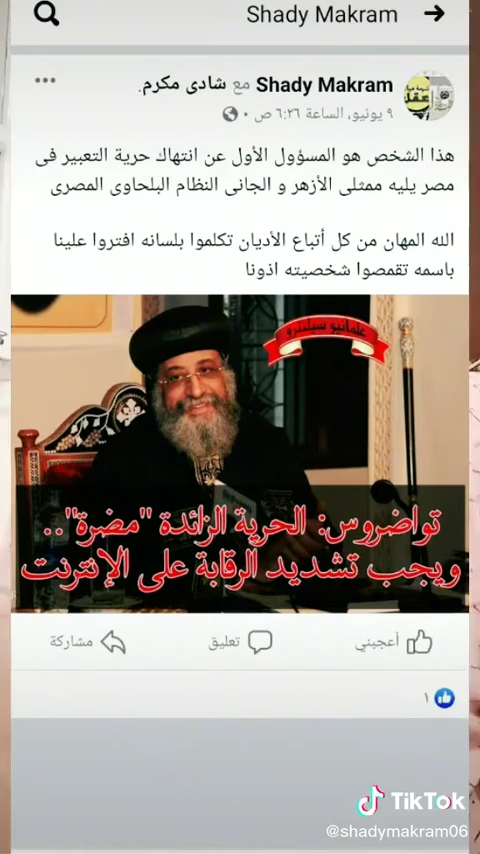 Shady Makram
Shady Makram مع شادى مكرم.
٩ يونيو، الساعة ٦:٢٦ ص
هذا الشخص هو المسؤول الأول عن انتهاك حرية التعبير فى
مصر يليه ممثلى الأزهر و الجانى النظام البلحاوى المصرى
الله المهان من كل أتباع الأديان تكلموا بلسانه افتروا علينا
باسمه تقمصوا شخصيته اذونا
علمانيو سبليترو
تواضروس: الحرية الزائدة "مضرة"..
ويجب تشديد الرقابة على الإنترنت
أعجبني
تعليق
مشاركة
١
TikTok
@shadymakram06